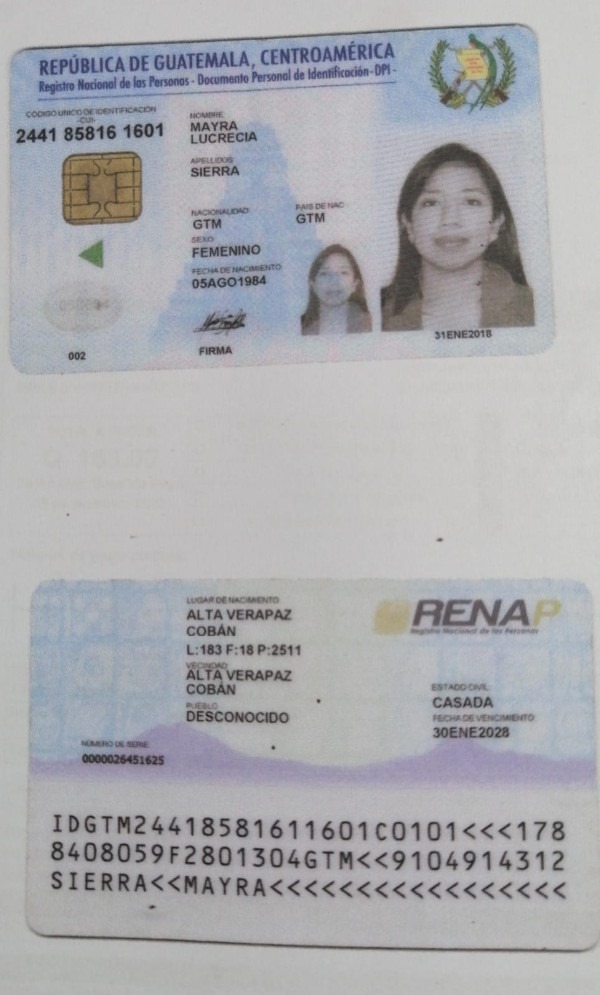 REPÚBLICA DE GUATEMALA, CENTROAMÉRICA
Registro Nacional de las Personas - Documento Personal de Identificación - DPI -
CÓDIGO ÚNICO DE IDENTIFICACIÓN
-CUI-
2441 85816 1601
NOMBRE
MAYRA
LUCRECIA
APELLIDOS
SIERRA
NACIONALIDAD
GTM
PAIS DE NAC
GTM
SEXO
FEMENINO
FECHA DE NACIMIENTO
05AGO1984
FIRMA
002
31ENE2018
LUGAR DE NACIMIENTO
ALTA VERAPAZ
COBÁN
L:183 F:18 P:2511
VECINDAD
ALTA VERAPAZ
COBÁN
PUEBLO
DESCONOCIDO
NÚMERO DE SERIE
0000026451625
RENAP
Registro Nacional de las Personas
ESTADO CIVIL
CASADA
FECHA DE VENCIMIENTO
30ENE2028
IDGTM24418581611601C0101<<<178
8408059F2801304GTM<<9104914312
SIERRA<<MAYRA<<<<<<<<<<<<<<<<<